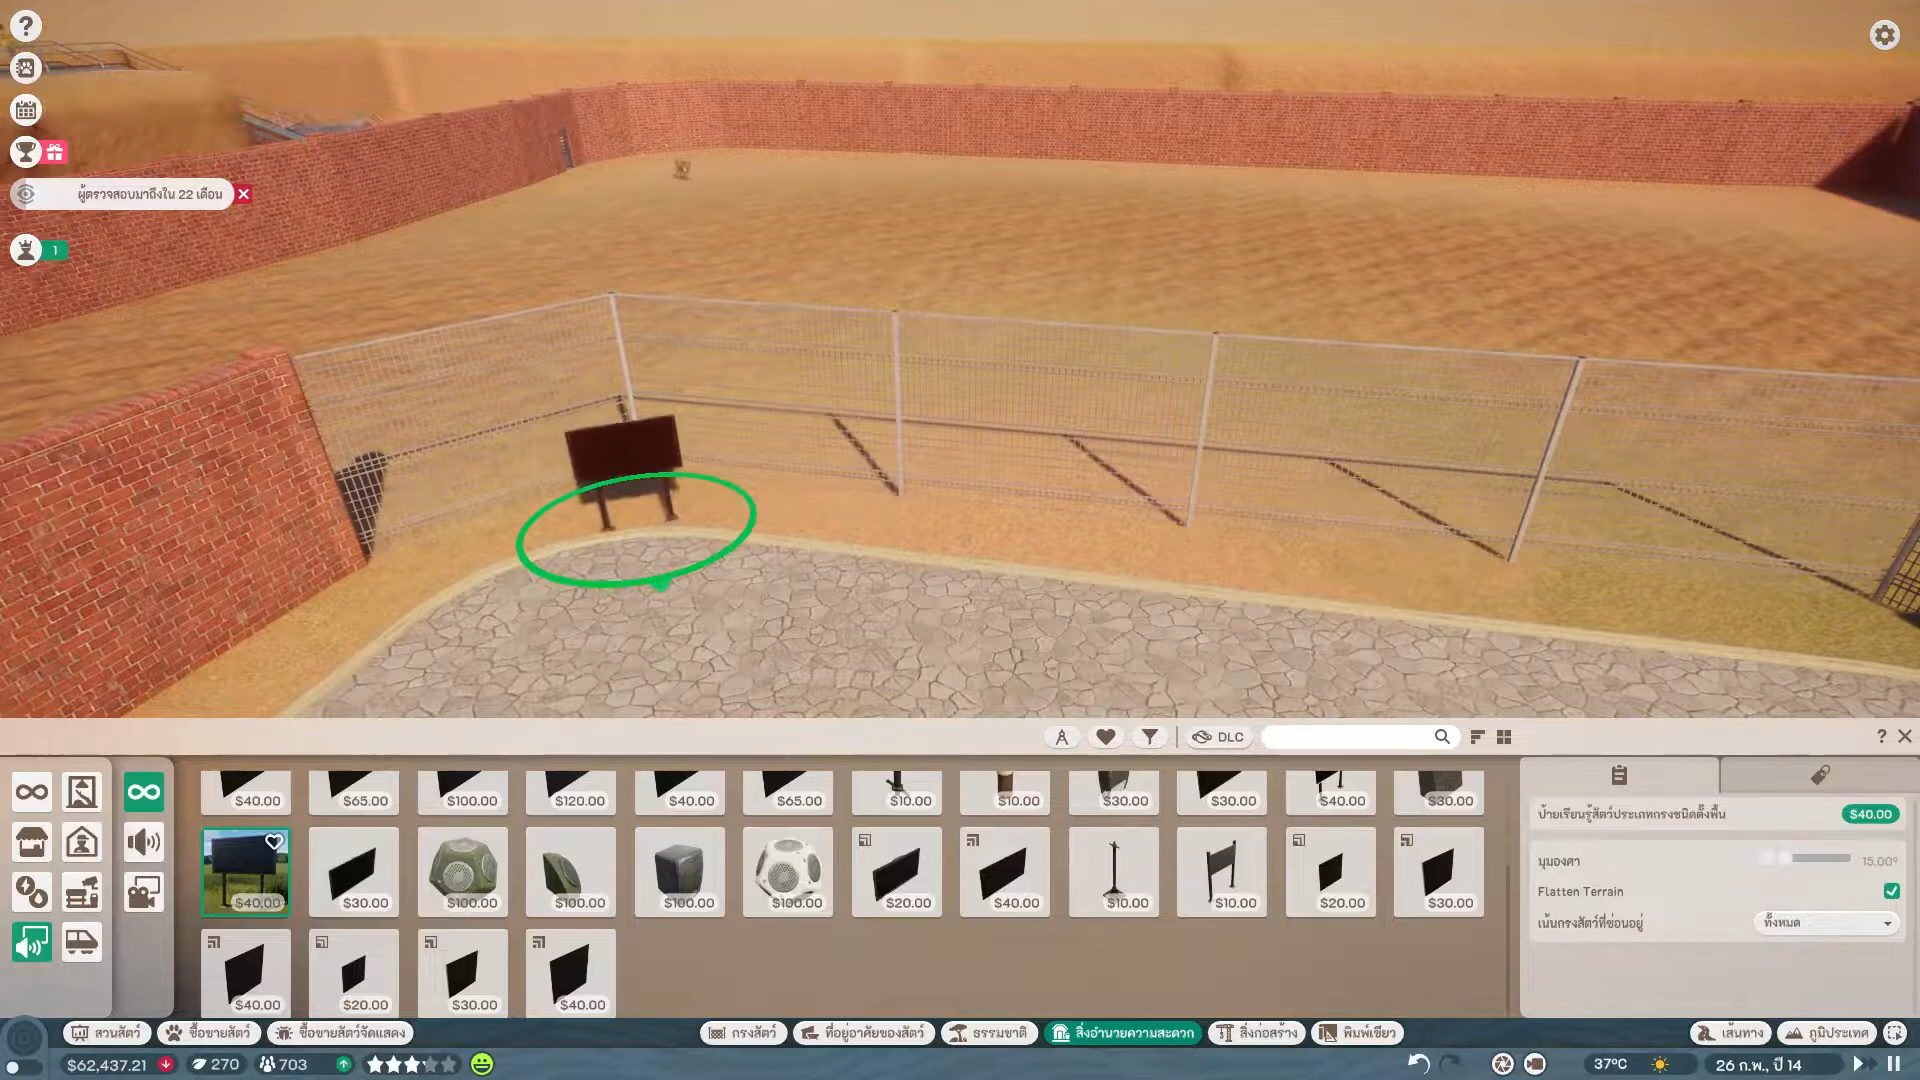 ผู้ตรวจสอบมาถึงใน 22 เดือน
1
DLC
$40.00 $65.00 $100.00 $120.00 $40.00 $65.00 $10.00 $10.00 $30.00 $30.00 $40.00 $30.00
$40.00 $30.00 $100.00 $100.00 $100.00 $100.00 $20.00 $40.00 $10.00 $10.00 $20.00 $30.00
$40.00 $20.00 $30.00 $40.00
ป้ายเรียนรู้สัตว์ประเภทกรงชนิดตั้งพื้น $40.00
มุมองศา 15.00°
Flatten Terrain
เน้นกรงสัตว์ที่ซ่อนอยู่ ทั้งหมด
สวนสัตว์ ซื้อขายสัตว์ ซื้อขายสัตว์จัดแสดง กรงสัตว์ ที่อยู่อาศัยของสัตว์ ธรรมชาติ สิ่งอำนวยความสะดวก สิ่งก่อสร้าง พิมพ์เขียว เส้นทาง ภูมิประเทศ
$62,437.21 270 703 37°C 26 ก.พ., ปี 14